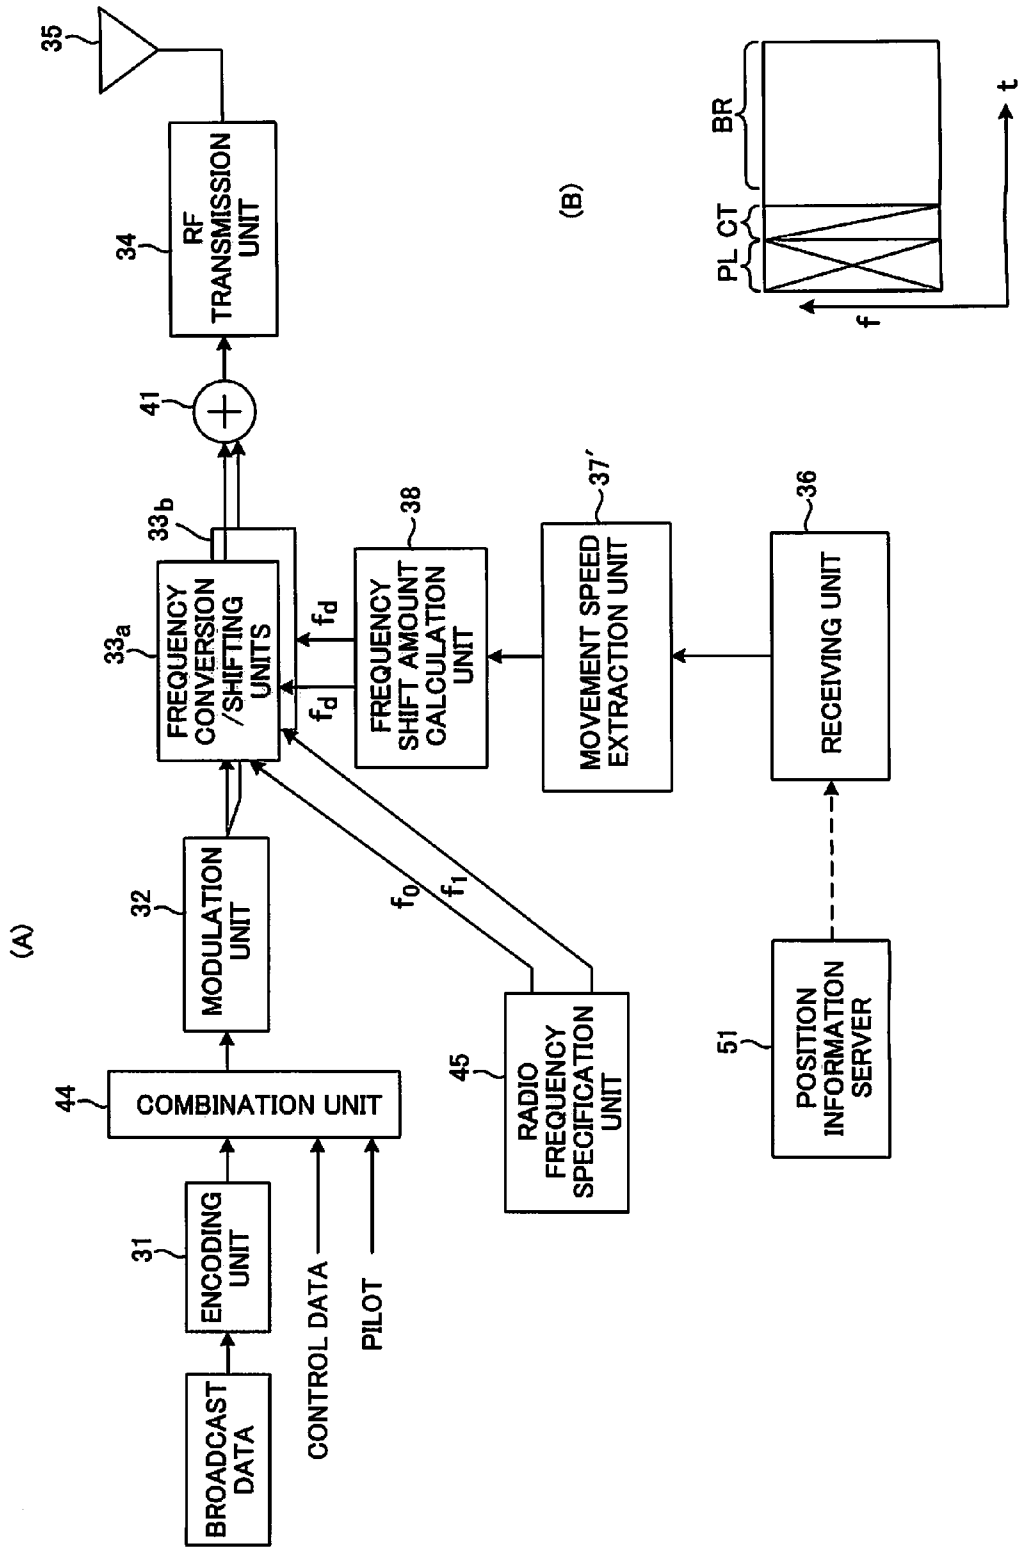 (A)
BROADCAST
DATA
31
ENCODING
UNIT
CONTROL DATA
PILOT
44
COMBINATION UNIT
32
MODULATION
UNIT
33a
FREQUENCY
CONVERSION
/SHIFTING
UNITS
33b
41
+
34
RF
TRANSMISSION
UNIT
35
45
RADIO
FREQUENCY
SPECIFICATION
UNIT
f0
f1
fd
fd
38
FREQUENCY
SHIFT AMOUNT
CALCULATION
UNIT
37′
MOVEMENT SPEED
EXTRACTION UNIT
51
POSITION
INFORMATION
SERVER
36
RECEIVING UNIT
(B)
PL
CT
BR
f
t